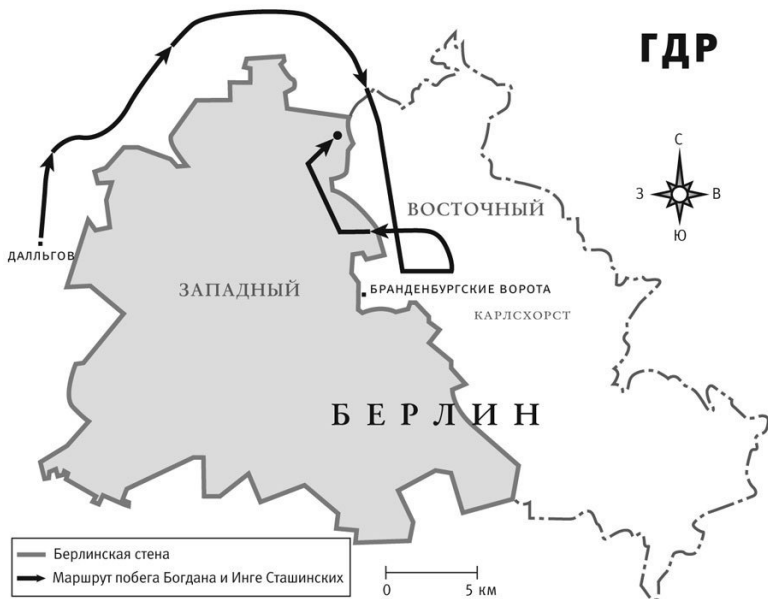 ГДР
С
З
В
Ю
ВОСТОЧНЫЙ
ДАЛЛЬГОВ
ЗАПАДНЫЙ
БРАНДЕНБУРГСКИЕ ВОРОТА
КАРЛСХОРСТ
БЕРЛИН
Берлинская стена
Маршрут побега Богдана и Инге Сташинских
0
5 км